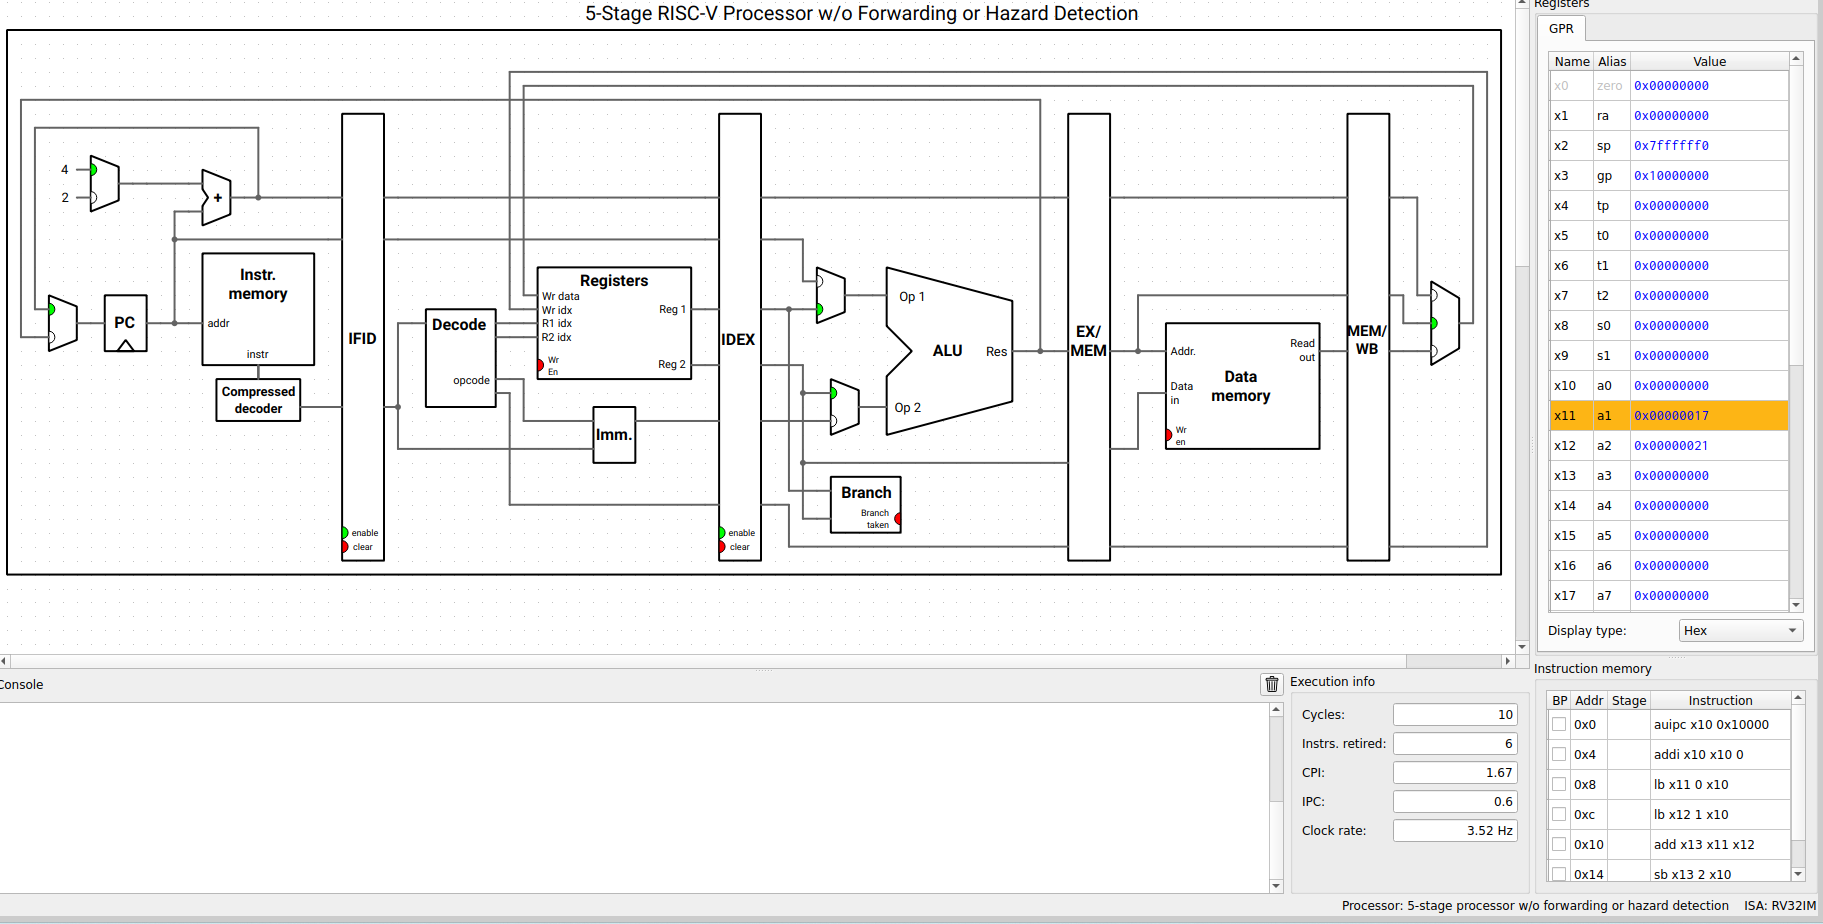 5-Stage RISC-V Processor w/o Forwarding or Hazard Detection
4
2
+
PC
Instr.
memory
addr
instr
Compressed
decoder
IFID
enable
clear
Decode
opcode
Registers
Wr data
Wr idx
R1 idx
R2 idx
Wr
En
Reg 1
Reg 2
Imm.
IDEX
enable
clear
Op 1
ALU
Res
Op 2
Branch
Branch
taken
EX/
MEM
Addr.
Read
out
Data
memory
Data
in
Wr
en
MEM/
WB
Registers
GPR
Name Alias Value
x0 zero 0x00000000
x1 ra 0x00000000
x2 sp 0x7ffffff0
x3 gp 0x10000000
x4 tp 0x00000000
x5 t0 0x00000000
x6 t1 0x00000000
x7 t2 0x00000000
x8 s0 0x00000000
x9 s1 0x00000000
x10 a0 0x00000000
x11 a1 0x00000017
x12 a2 0x00000021
x13 a3 0x00000000
x14 a4 0x00000000
x15 a5 0x00000000
x16 a6 0x00000000
x17 a7 0x00000000
Display type: Hex
Console
Execution info
Cycles: 10
Instrs. retired: 6
CPI: 1.67
IPC: 0.6
Clock rate: 3.52 Hz
Instruction memory
BP Addr Stage Instruction
0x0 auipc x10 0x10000
0x4 addi x10 x10 0
0x8 lb x11 0 x10
0xc lb x12 1 x10
0x10 add x13 x11 x12
0x14 sb x13 2 x10
Processor: 5-stage processor w/o forwarding or hazard detection ISA: RV32IM